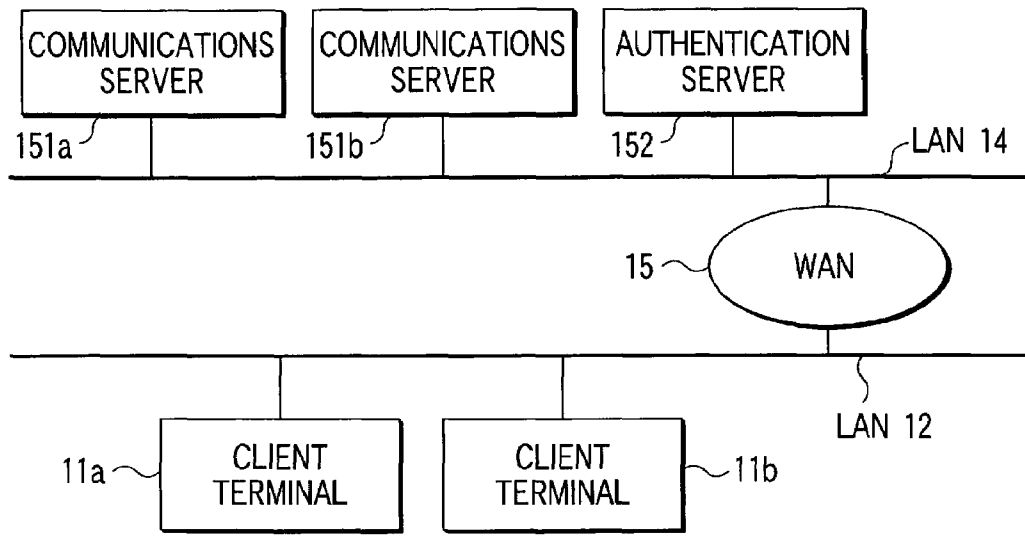 COMMUNICATIONS
SERVER
COMMUNICATIONS
SERVER
AUTHENTICATION
SERVER
151a
151b
152
LAN 14
15
WAN
LAN 12
11a
CLIENT
TERMINAL
CLIENT
TERMINAL
11b